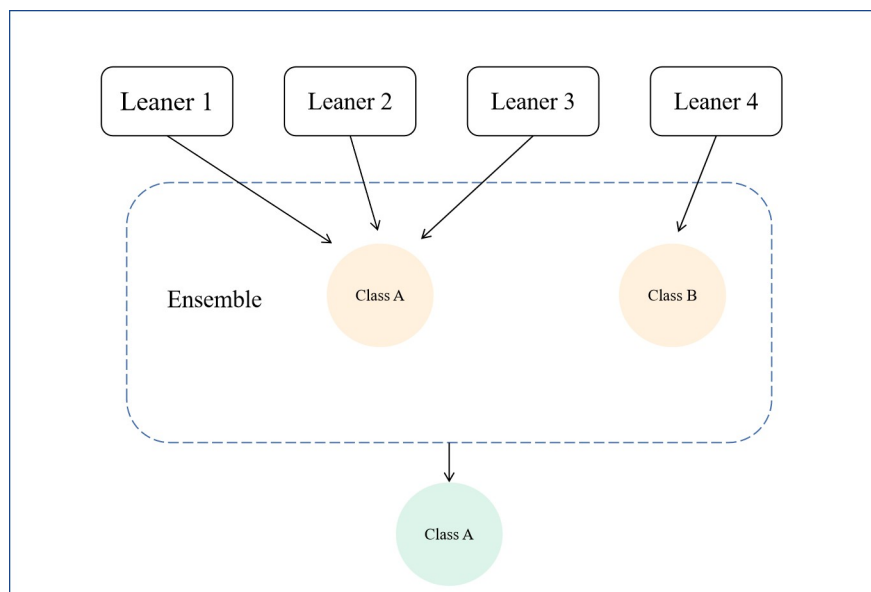 Leaner 1
Leaner 2
Leaner 3
Leaner 4
Ensemble
Class A
Class B
Class A